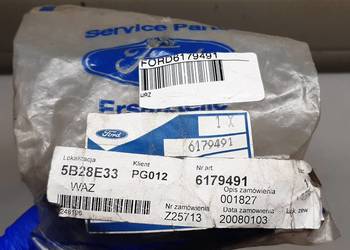 Service Parts
Ford
FORD6179491
WAZ
Ersatzteile
1 X
Ford
6179491
Lokalizacja
Klient
Nr art.
5B28E33
PG012
6179491
WAZ
Opis zamówienia
001827
Nr zamówienia
Data zamówienia
Z25713
20080103